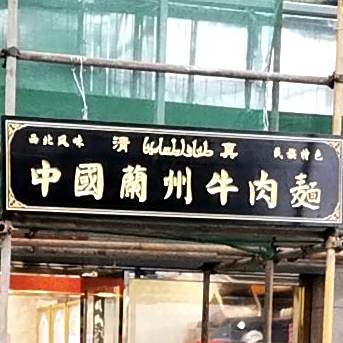 西北风味 清 真 民族特色
中國蘭州牛肉麵